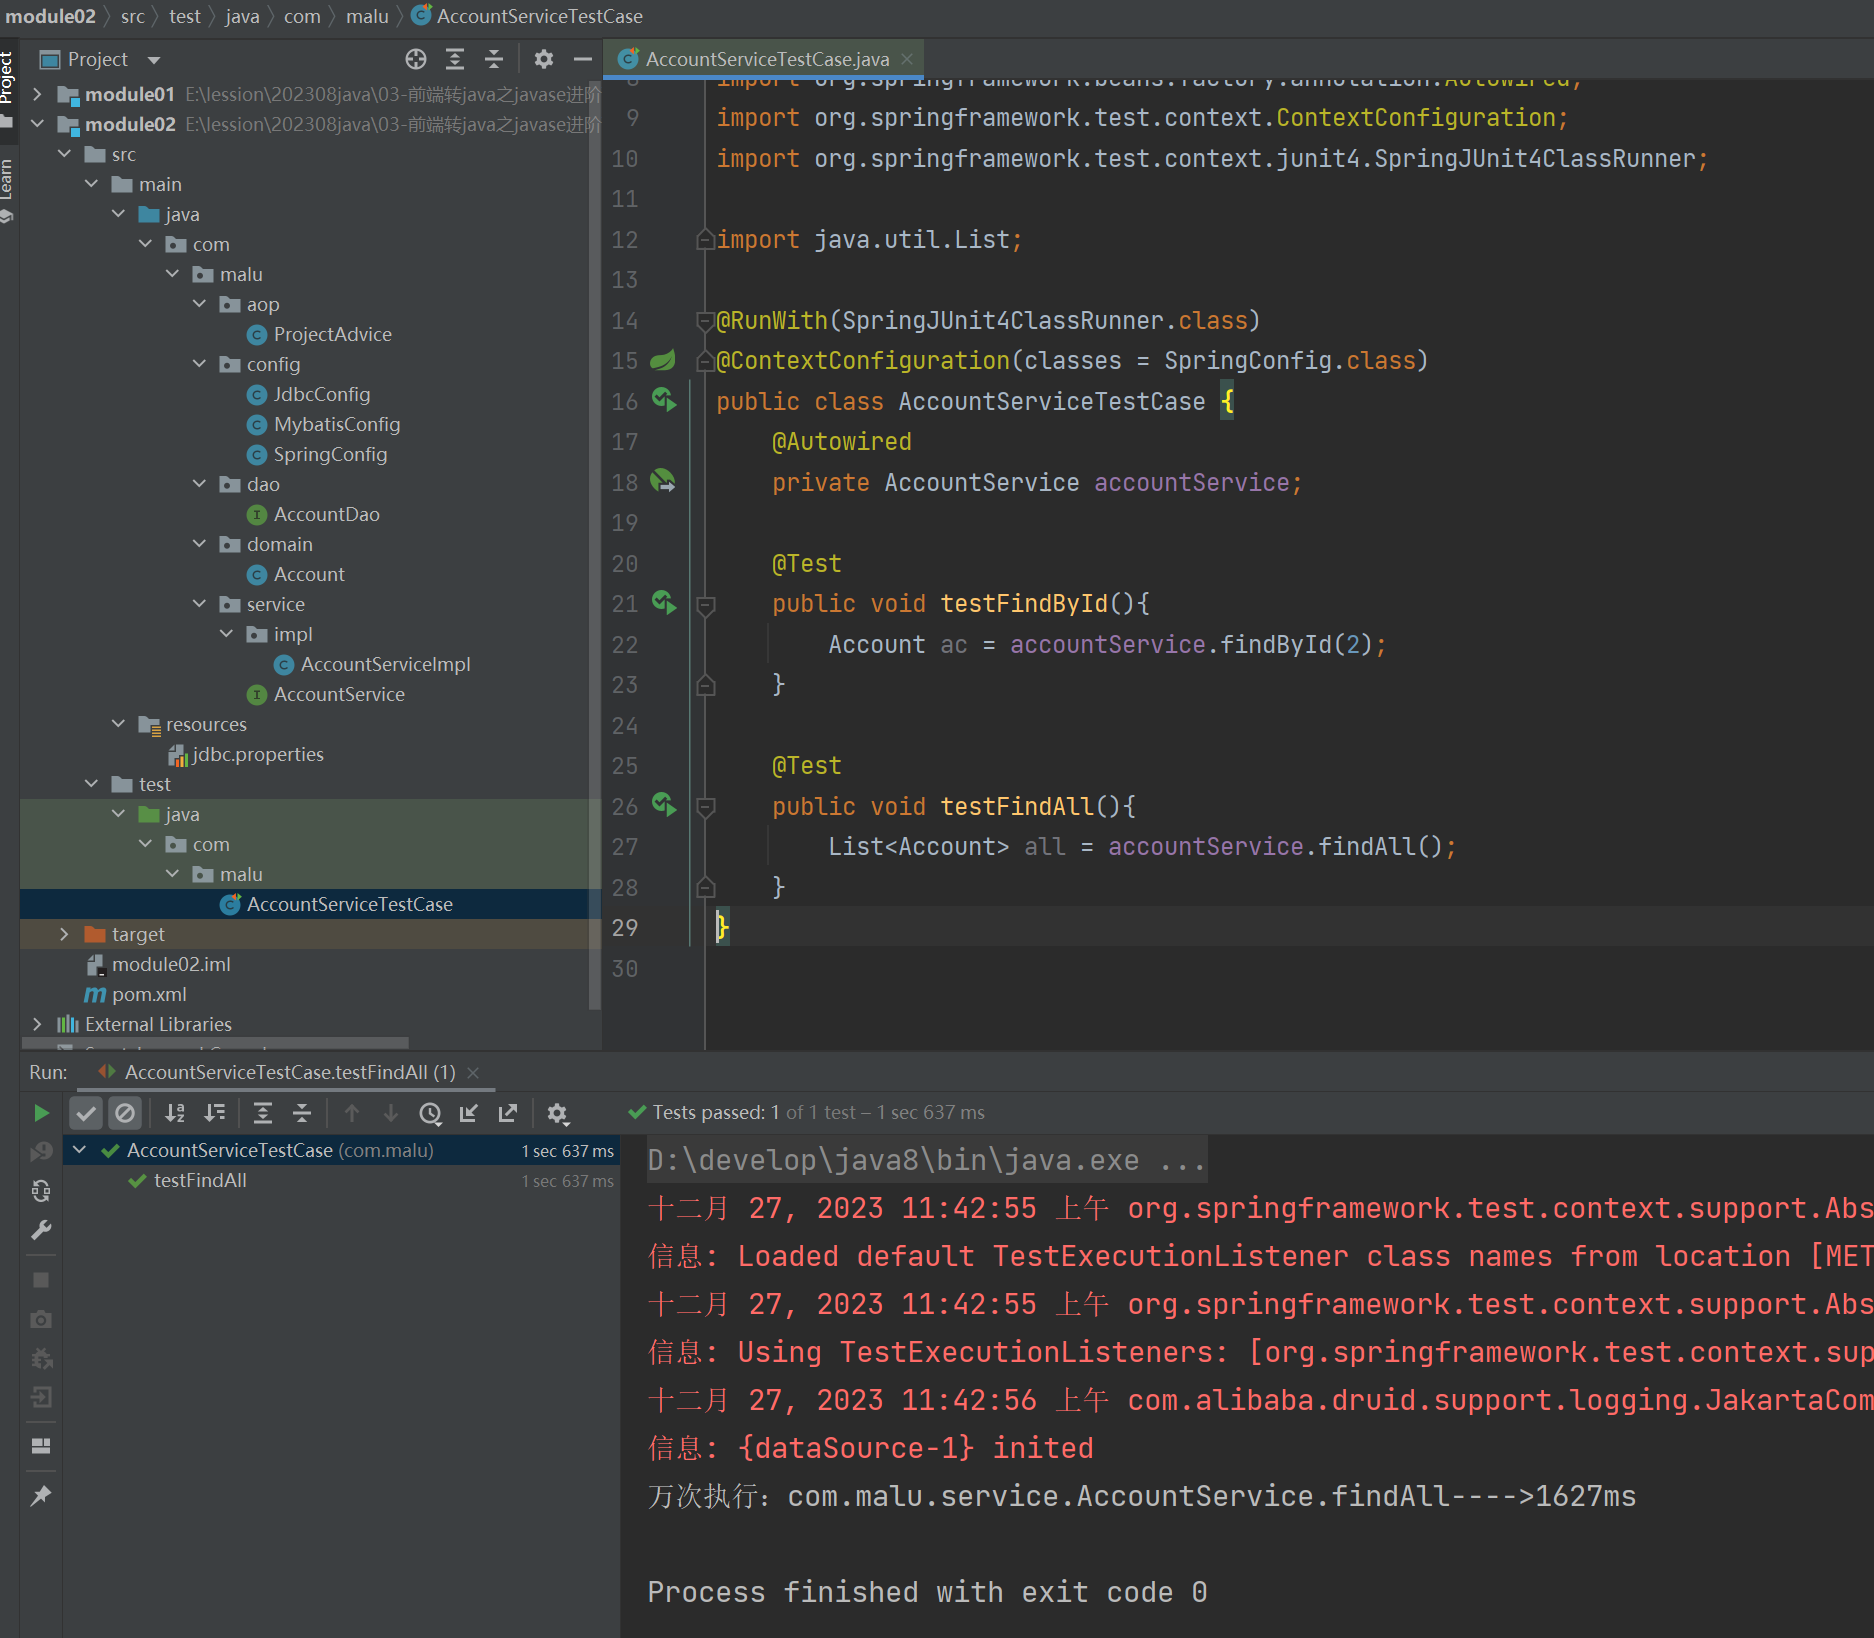 module02 src test java com malu AccountServiceTestCase
Project
Learn
Project
module01 E:\lession\202308java\03-前端转java之javase进阶
module02 E:\lession\202308java\03-前端转java之javase进阶
src
main
java
com
malu
aop
ProjectAdvice
config
JdbcConfig
MybatisConfig
SpringConfig
dao
AccountDao
domain
Account
service
impl
AccountServiceImpl
AccountService
resources
jdbc.properties
test
java
com
malu
AccountServiceTestCase
target
module02.iml
pom.xml
External Libraries
AccountServiceTestCase.java
8 import org.springframework.beans.factory.annotation.Autowired;
9 import org.springframework.test.context.ContextConfiguration;
10 import org.springframework.test.context.junit4.SpringJUnit4ClassRunner;
11
12 import java.util.List;
13
14 @RunWith(SpringJUnit4ClassRunner.class)
15 @ContextConfiguration(classes = SpringConfig.class)
16 public class AccountServiceTestCase {
17 @Autowired
18 private AccountService accountService;
19
20 @Test
21 public void testFindById(){
22 Account ac = accountService.findById(2);
23 }
24
25 @Test
26 public void testFindAll(){
27 List<Account> all = accountService.findAll();
28 }
29 }
30
Run: AccountServiceTestCase.testFindAll (1)
Tests passed: 1 of 1 test – 1 sec 637 ms
AccountServiceTestCase (com.malu) 1 sec 637 ms
testFindAll 1 sec 637 ms
D:\develop\java8\bin\java.exe ...
十二月 27, 2023 11:42:55 上午 org.springframework.test.context.support.Abs
信息: Loaded default TestExecutionListener class names from location [MET
十二月 27, 2023 11:42:55 上午 org.springframework.test.context.support.Abs
信息: Using TestExecutionListeners: [org.springframework.test.context.sup
十二月 27, 2023 11:42:56 上午 com.alibaba.druid.support.logging.JakartaCom
信息: {dataSource-1} inited
万次执行：com.malu.service.AccountService.findAll---->1627ms
Process finished with exit code 0